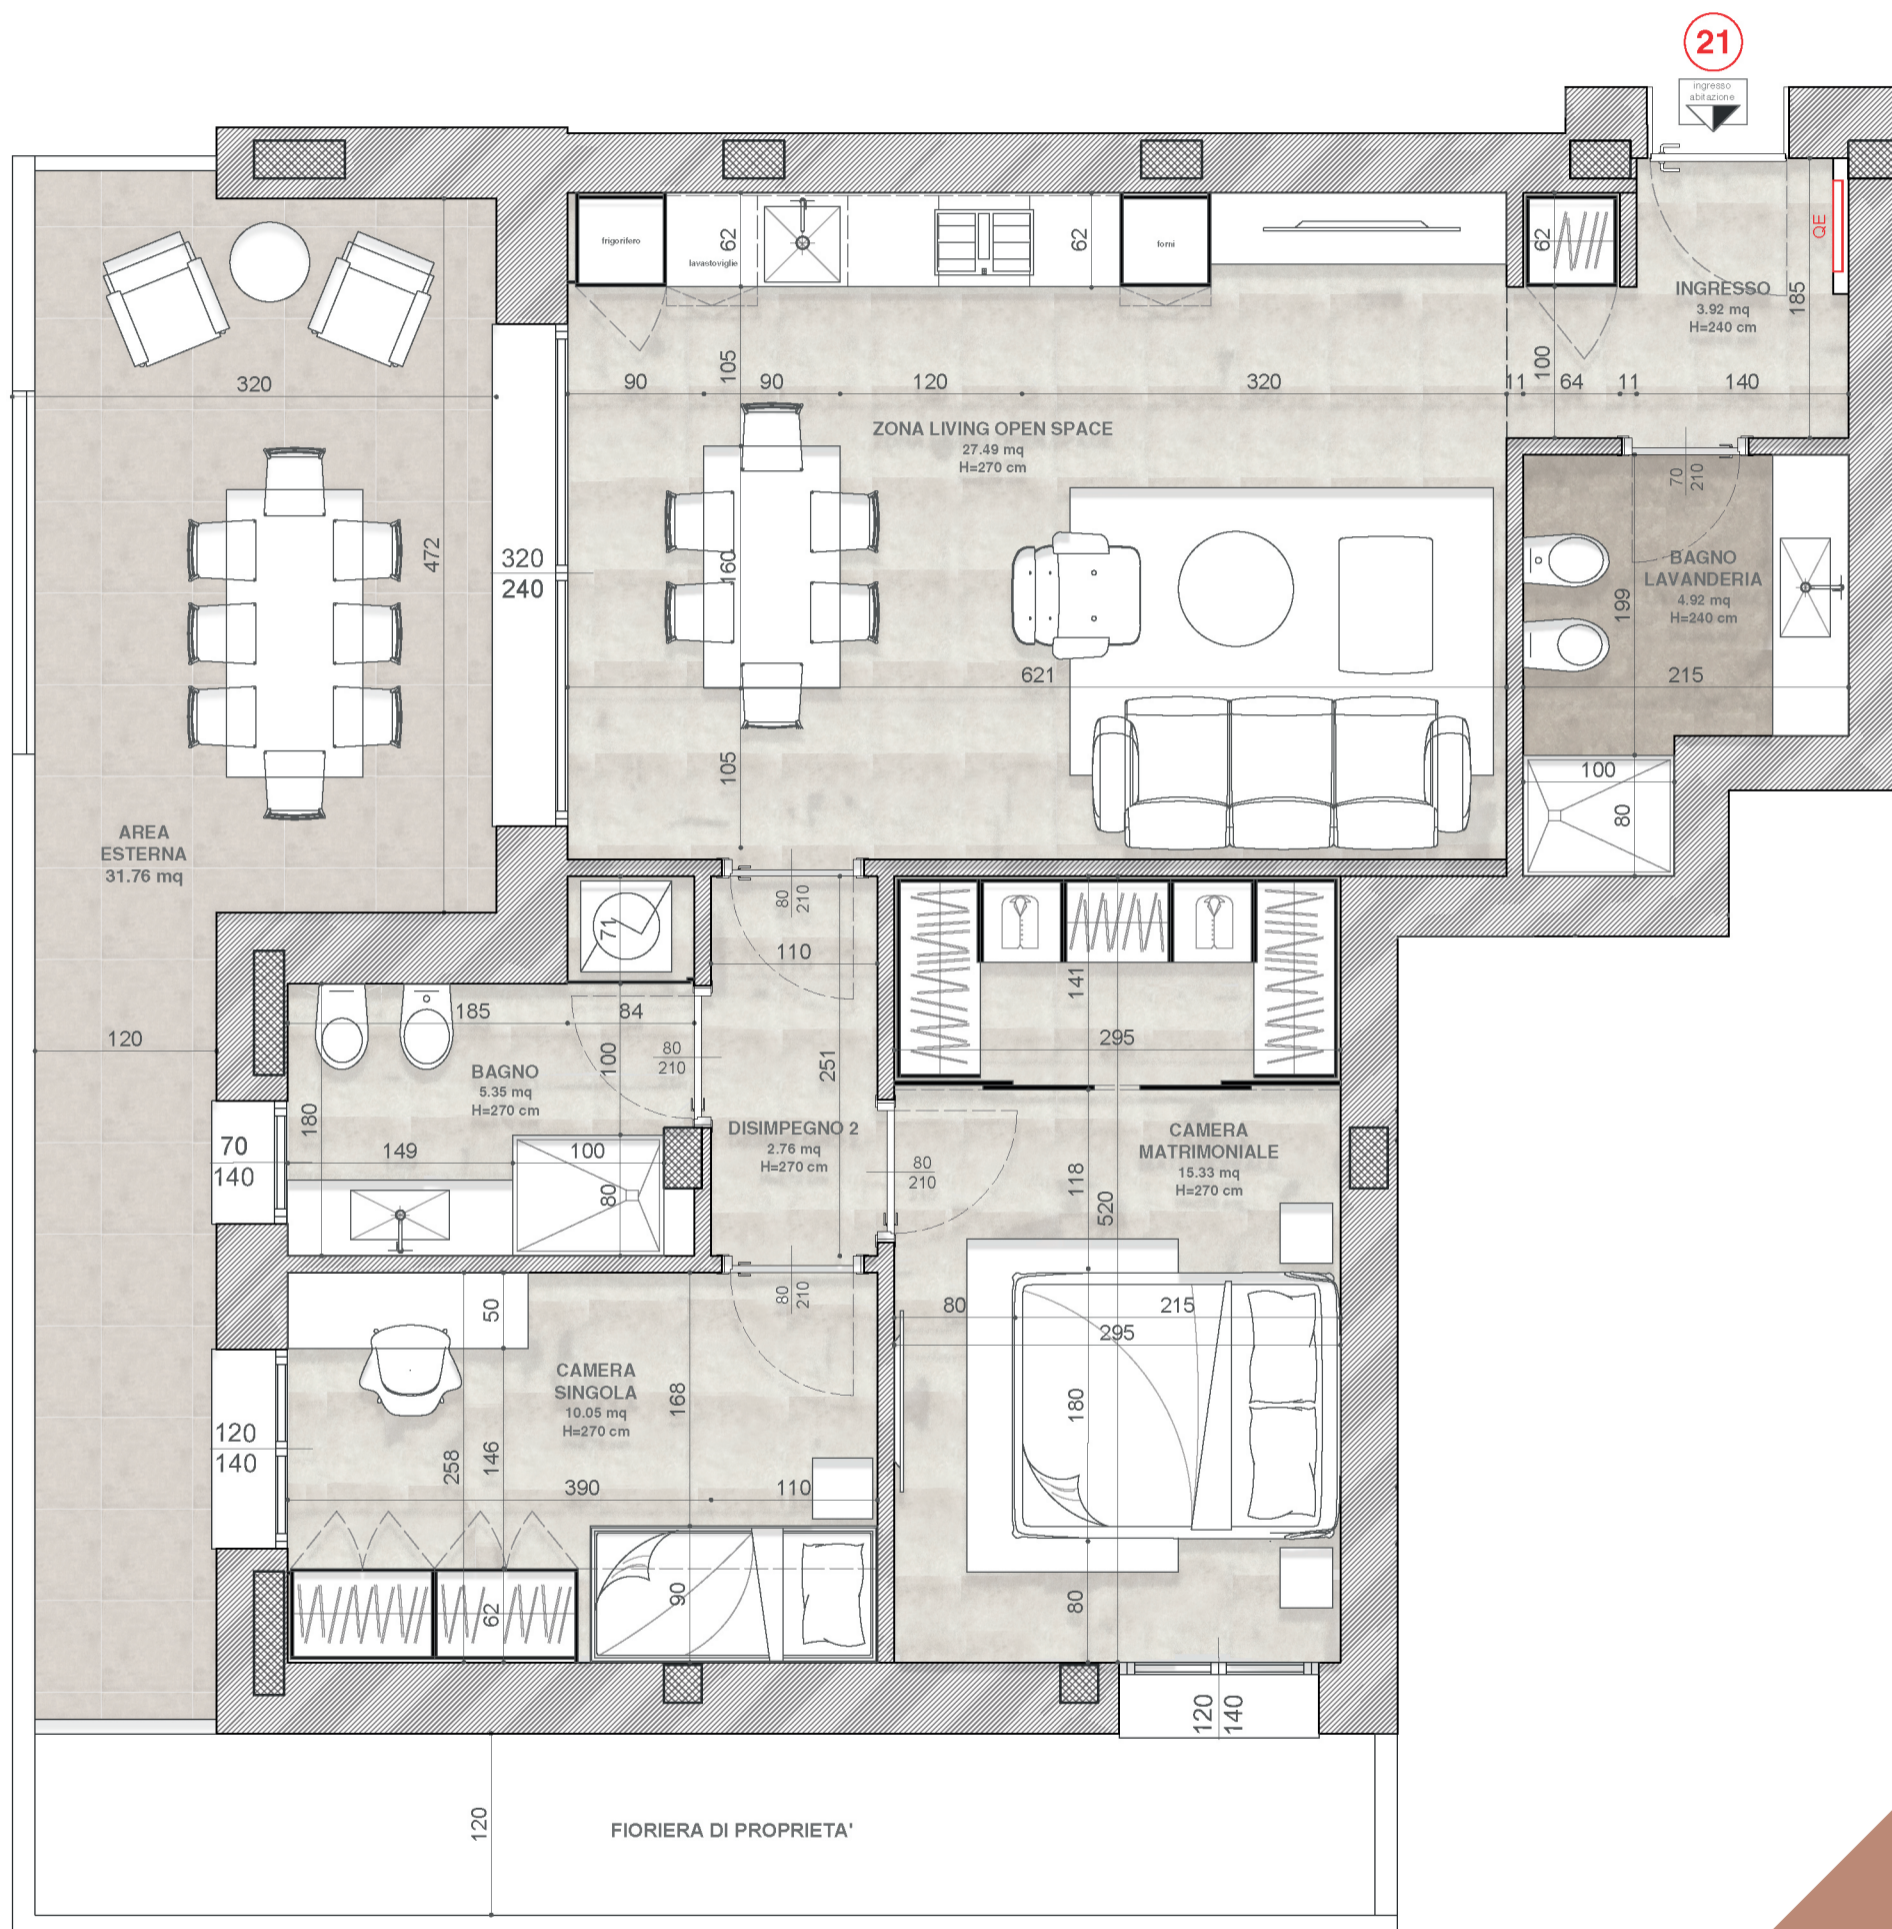 21
ingresso
abitazione
frigorifero
lavastoviglie
62
62
forni
62
QE
INGRESSO
3.92 mq
H=240 cm
185
100
105
320
90
90
120
320
11
64
11
140
ZONA LIVING OPEN SPACE
27.49 mq
H=270 cm
70
210
472
320
240
160
BAGNO
LAVANDERIA
4.92 mq
H=240 cm
199
621
215
105
100
80
AREA
ESTERNA
31.76 mq
80
210
71
110
141
185
84
295
120
100
80
210
251
BAGNO
5.35 mq
H=270 cm
180
DISIMPEGNO 2
2.76 mq
H=270 cm
CAMERA
MATRIMONIALE
15.33 mq
H=270 cm
70
140
149
100
80
80
210
118
520
50
80
210
80
215
295
CAMERA
SINGOLA
10.05 mq
H=270 cm
168
180
120
140
258
146
390
110
62
90
80
120
140
120
FIORIERA DI PROPRIETA'